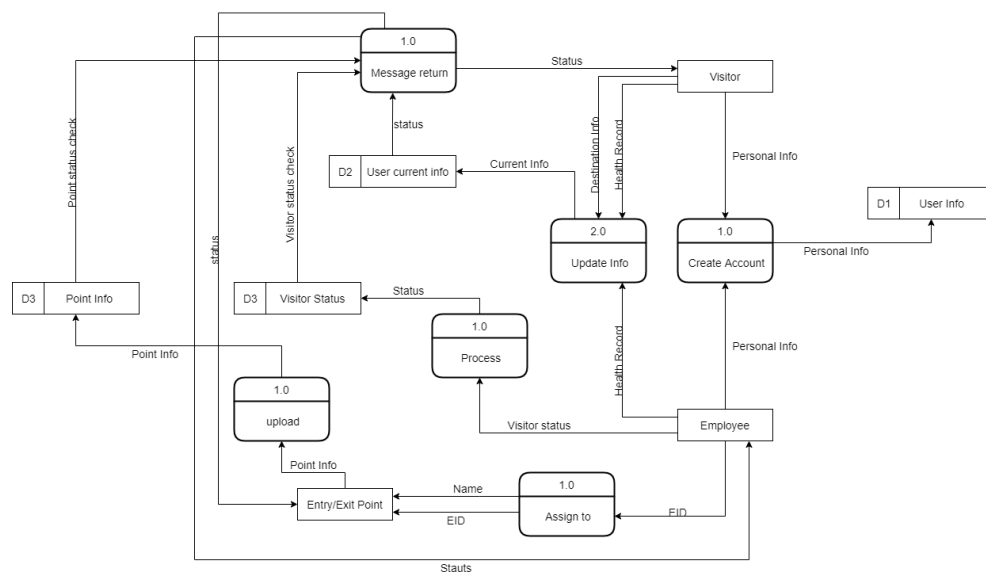 1.0
Message return
Status
Visitor
status
Destination Info
Health Record
Personal Info
Point status check
Visitor status check
D2
User current info
Current Info
D1
User Info
2.0
Update Info
1.0
Create Account
Personal Info
status
D3
Point Info
D3
Visitor Status
Status
1.0
Process
Point Info
Health Record
Personal Info
1.0
upload
Visitor status
Employee
Point Info
Entry/Exit Point
Name
EID
1.0
Assign to
EID
Stauts